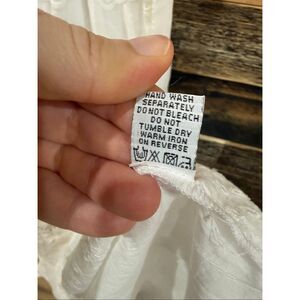 HAND WASH
SEPARATELY
DO NOT BLEACH
DO NOT
TUMBLE DRY
WARM IRON
ON REVERSE